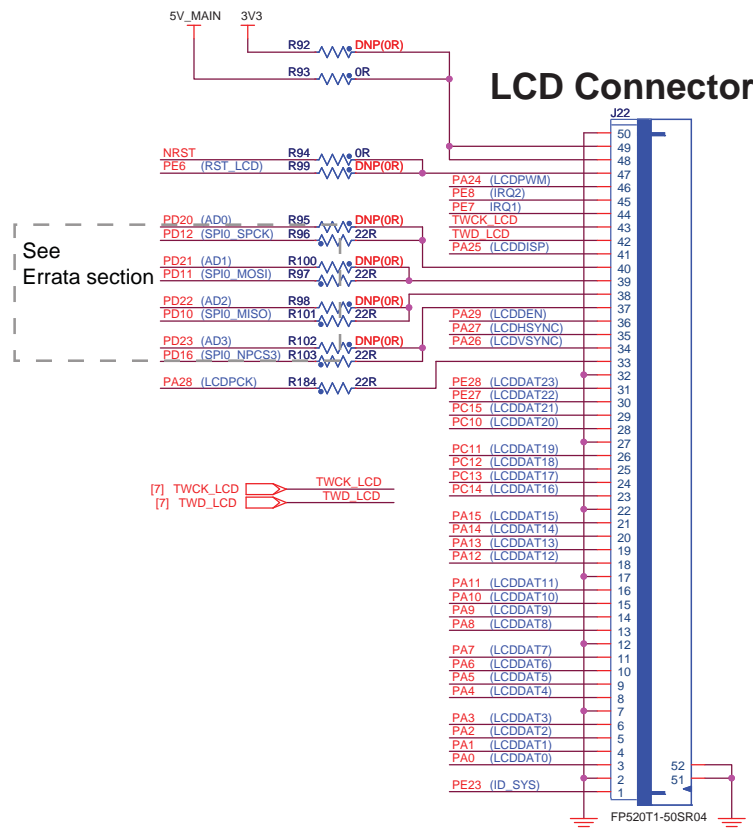 5V_MAIN 3V3
R92 DNP(0R)
R93 0R
LCD Connector
J22
50
49
48
NRST R94 0R
PE6 (RST_LCD) R99 DNP(0R)
47
PA24 (LCDPWM) 46
PE8 (IRQ2) 45
PE7 IRQ1) 44
TWCK_LCD 43
TWD_LCD 42
PA25 (LCDDISP) 41
See
Errata section
PD20 (AD0) R95 DNP(0R)
PD12 (SPI0_SPCK) R96 22R
40
PD21 (AD1) R100 DNP(0R)
PD11 (SPI0_MOSI) R97 22R
39
PD22 (AD2) R98 DNP(0R)
PD10 (SPI0_MISO) R101 22R
38
PD23 (AD3) R102 DNP(0R)
PD16 (SPI0_NPCS3) R103 22R
37
PA29 (LCDDEN) 36
PA27 (LCDHSYNC) 35
PA26 (LCDVSYNC) 34
PA28 (LCDPCK) R184 22R
33
32
PE28 (LCDDAT23) 31
PE27 (LCDDAT22) 30
PC15 (LCDDAT21) 29
PC10 (LCDDAT20) 28
27
PC11 (LCDDAT19) 26
PC12 (LCDDAT18) 25
PC13 (LCDDAT17) 24
PC14 (LCDDAT16) 23
22
[7] TWCK_LCD TWCK_LCD
[7] TWD_LCD TWD_LCD
PA15 (LCDDAT15) 21
PA14 (LCDDAT14) 20
PA13 (LCDDAT13) 19
PA12 (LCDDAT12) 18
17
PA11 (LCDDAT11) 16
PA10 (LCDDAT10) 15
PA9 (LCDDAT9) 14
PA8 (LCDDAT8) 13
12
PA7 (LCDDAT7) 11
PA6 (LCDDAT6) 10
PA5 (LCDDAT5) 9
PA4 (LCDDAT4) 8
7
PA3 (LCDDAT3) 6
PA2 (LCDDAT2) 5
PA1 (LCDDAT1) 4
PA0 (LCDDAT0) 3
52
2
51
PE23 (ID_SYS) 1
FP520T1-50SR04